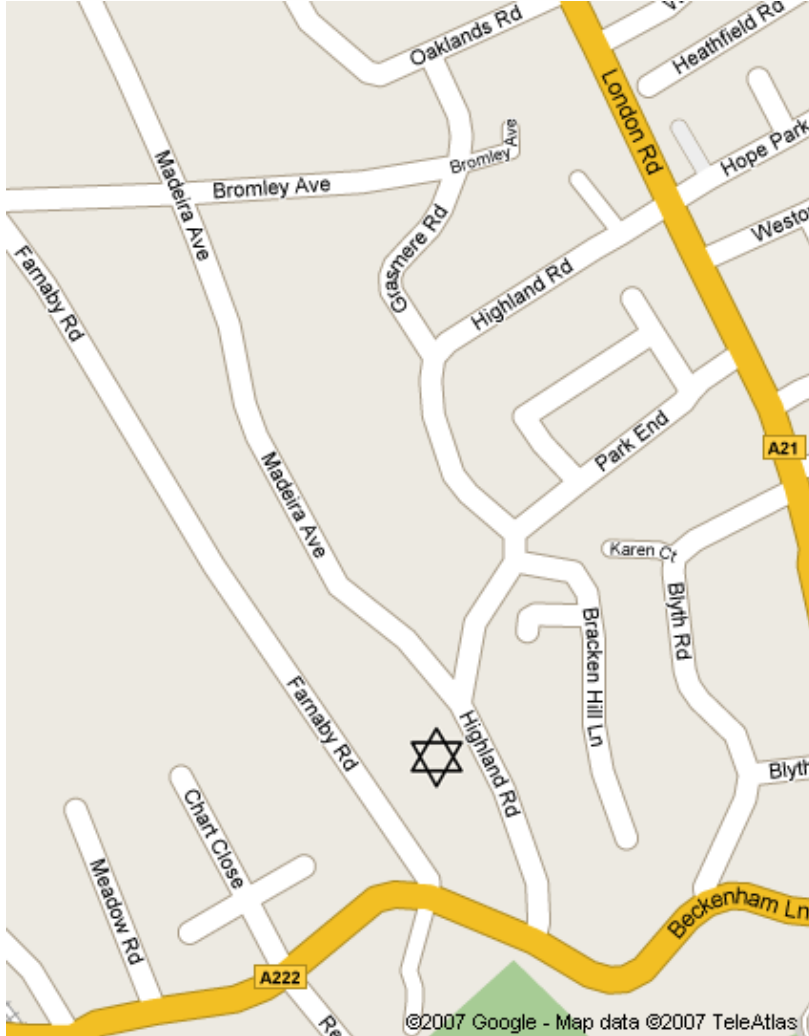 Oaklands Rd
Heathfield Rd
London Rd
Hope Park
Bromley Ave
Bromley Ave
Madeira Ave
Grasmere Rd
Farnaby Rd
Highland Rd
Park End
A21
Madeira Ave
Karen Ct
Blyth Rd
Bracken Hill Ln
Farnaby Rd
Highland Rd
Blyth
Chart Close
Meadow Rd
Beckenham Ln
A222
Re
©2007 Google - Map data ©2007 TeleAtlas